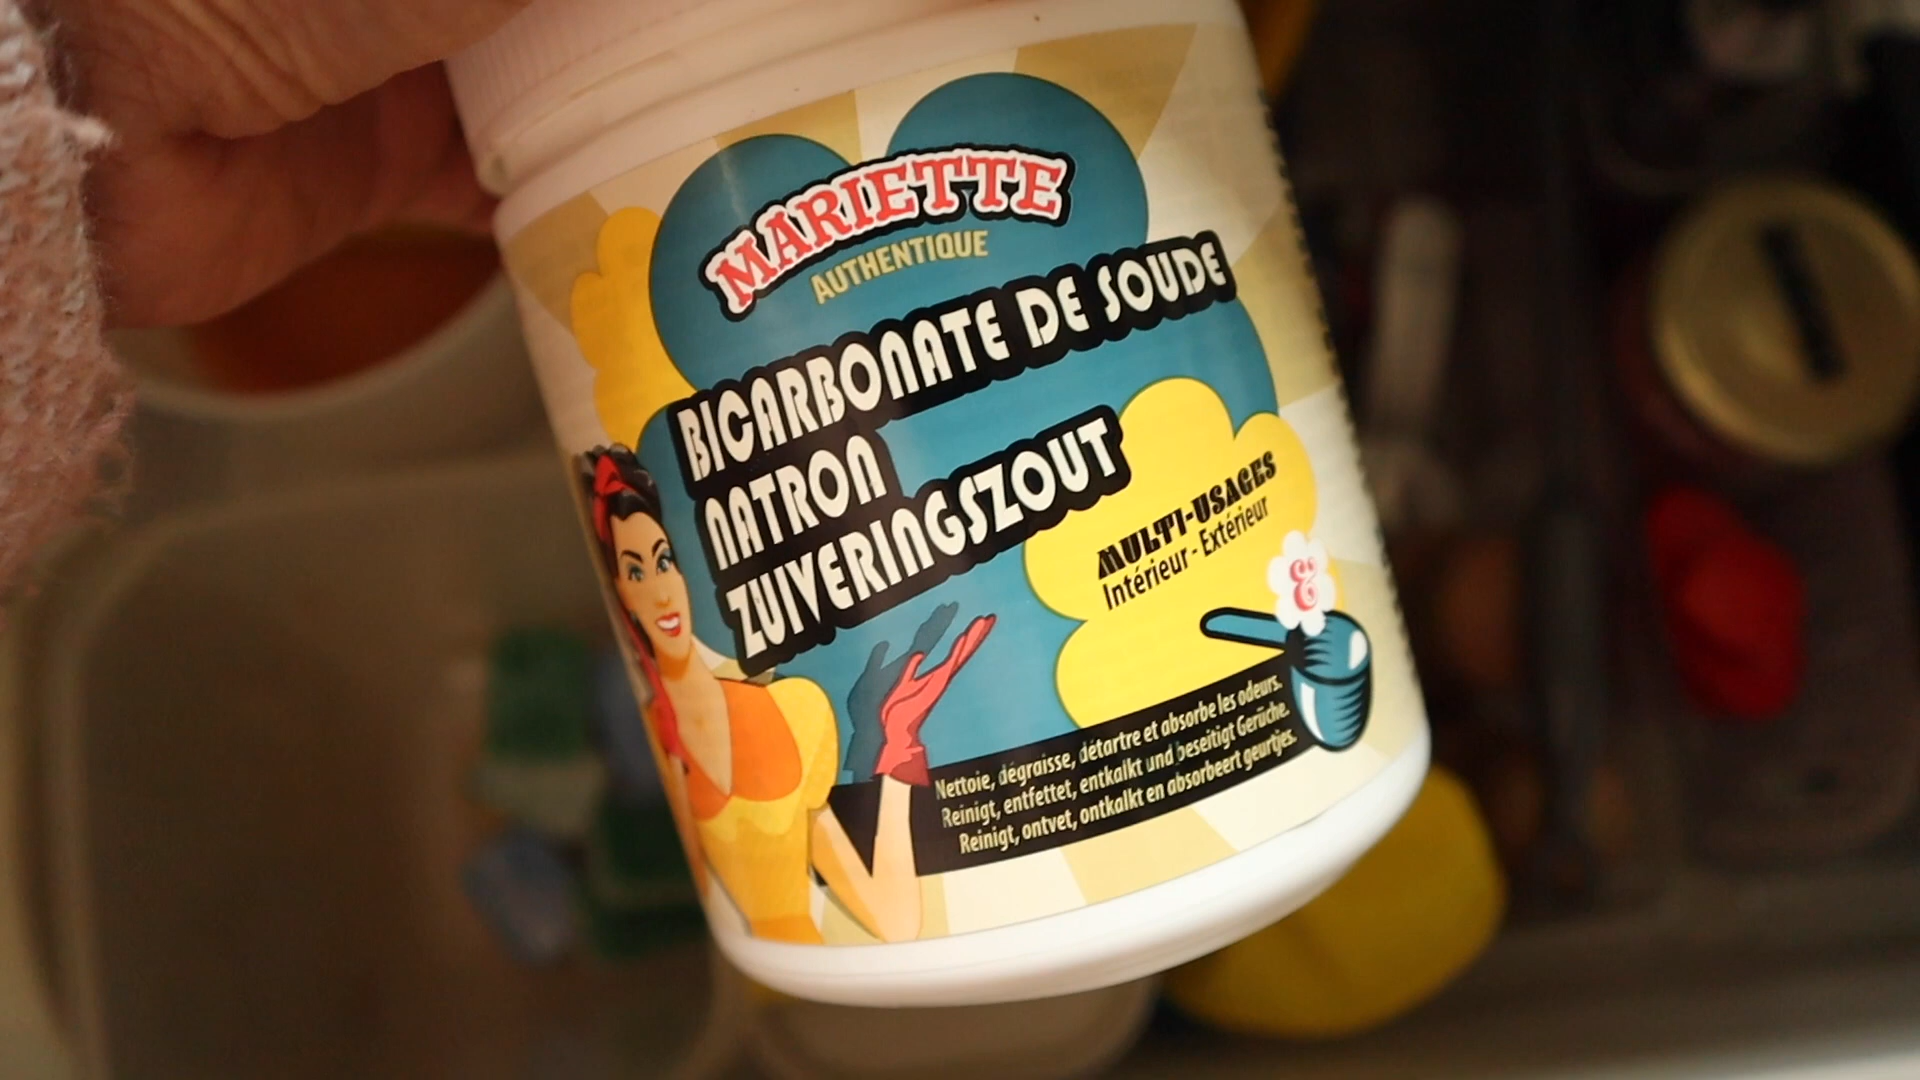 MARIETTE
AUTHENTIQUE
BICARBONATE DE SOUDE
NATRON
ZUIVERINGSZOUT
MULTI-USAGES
Intérieur - Extérieur
&
Nettoie, dégraisse, détartre et absorbe les odeurs.
Reinigt, entfettet, entkalkt und beseitigt Gerüche.
Reinigt, ontvet, ontkalkt en absorbeert geurtjes.